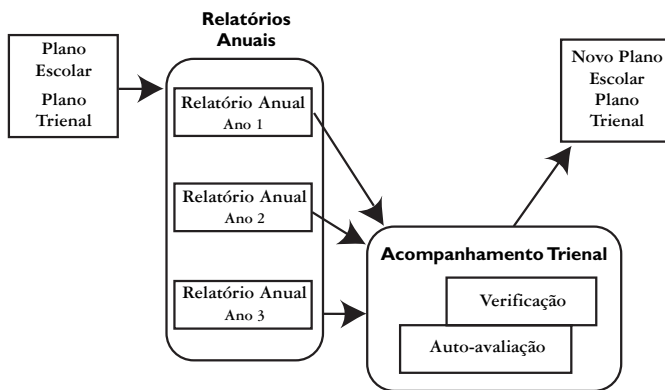 Relatórios
Anuais
Plano
Escolar
Plano
Trienal
Relatório Anual
Ano 1
Relatório Anual
Ano 2
Relatório Anual
Ano 3
Novo Plano
Escolar
Plano
Trienal
Acompanhamento Trienal
Verificação
Auto-avaliação